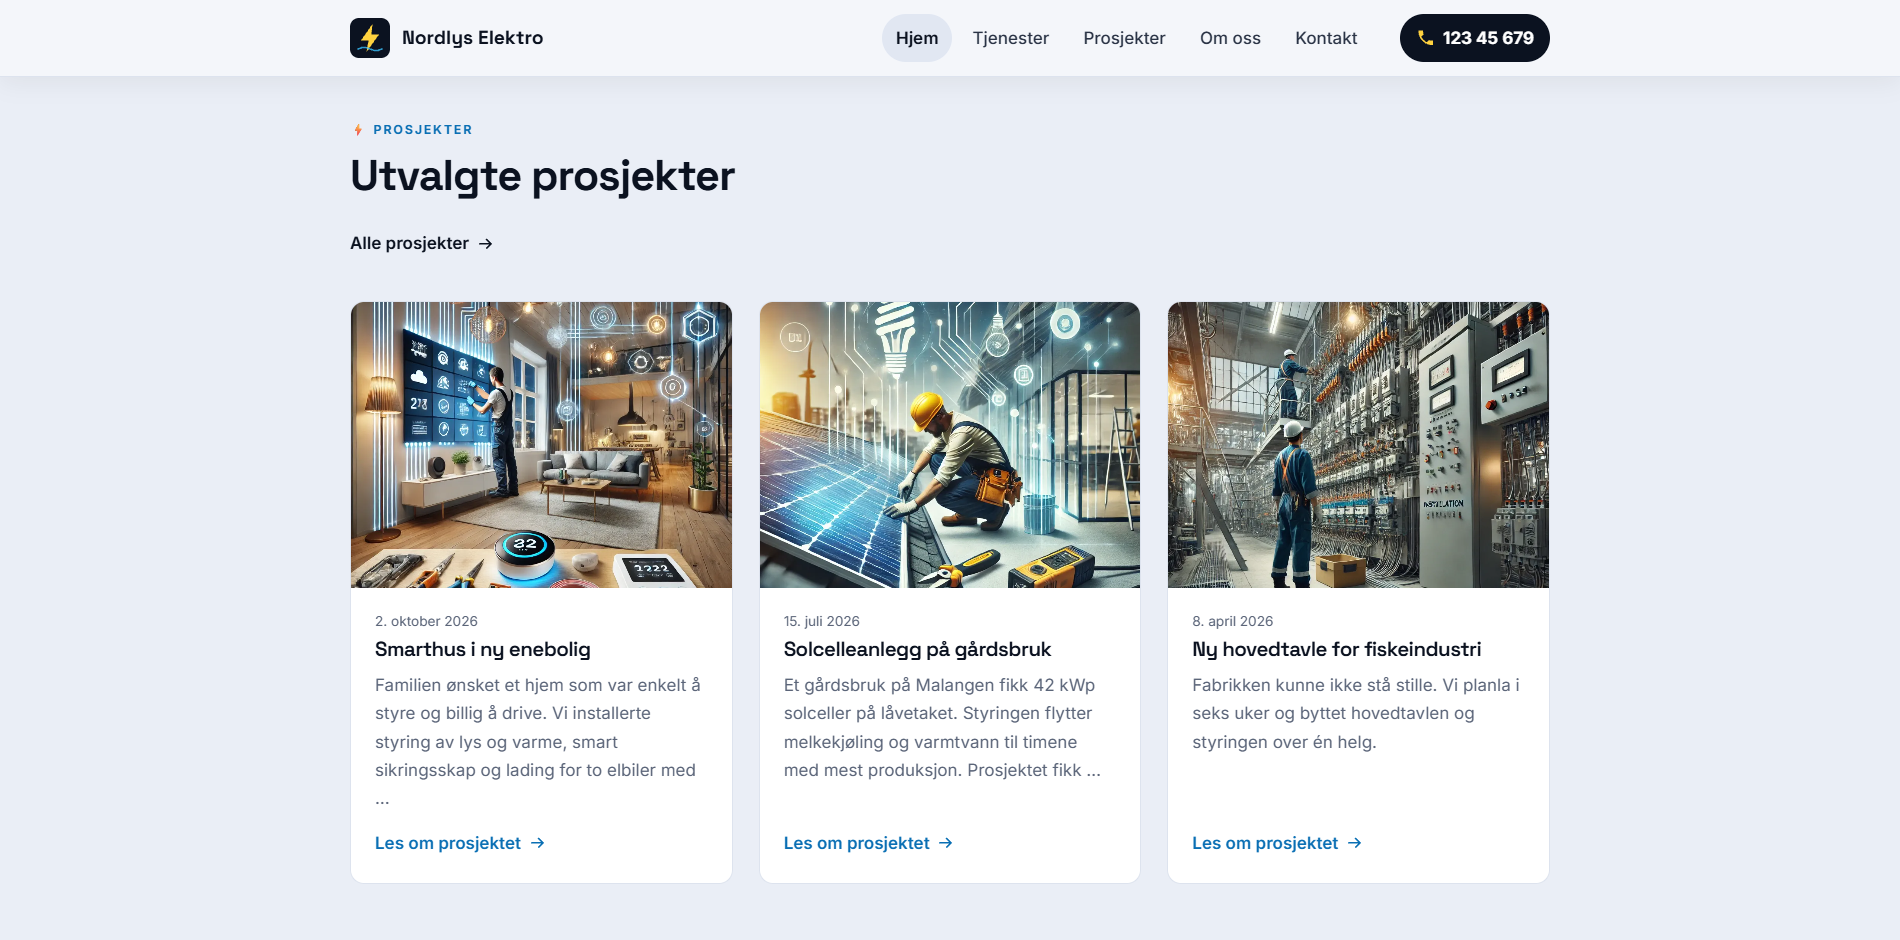 Nordlys Elektro
Hjem
Tjenester
Prosjekter
Om oss
Kontakt
123 45 679
PROSJEKTER
Utvalgte prosjekter
Alle prosjekter
32
INSTALLATION
2. oktober 2026
Smarthus i ny enebolig
Familien ønsket et hjem som var enkelt å
styre og billig å drive. Vi installerte
styring av lys og varme, smart
sikringsskap og lading for to elbiler med
...
Les om prosjektet
15. juli 2026
Solcelleanlegg på gårdsbruk
Et gårdsbruk på Malangen fikk 42 kWp
solceller på låvetaket. Styringen flytter
melkekjøling og varmtvann til timene
med mest produksjon. Prosjektet fikk ...
Les om prosjektet
8. april 2026
Ny hovedtavle for fiskeindustri
Fabrikken kunne ikke stå stille. Vi planla i
seks uker og byttet hovedtavlen og
styringen over én helg.
Les om prosjektet